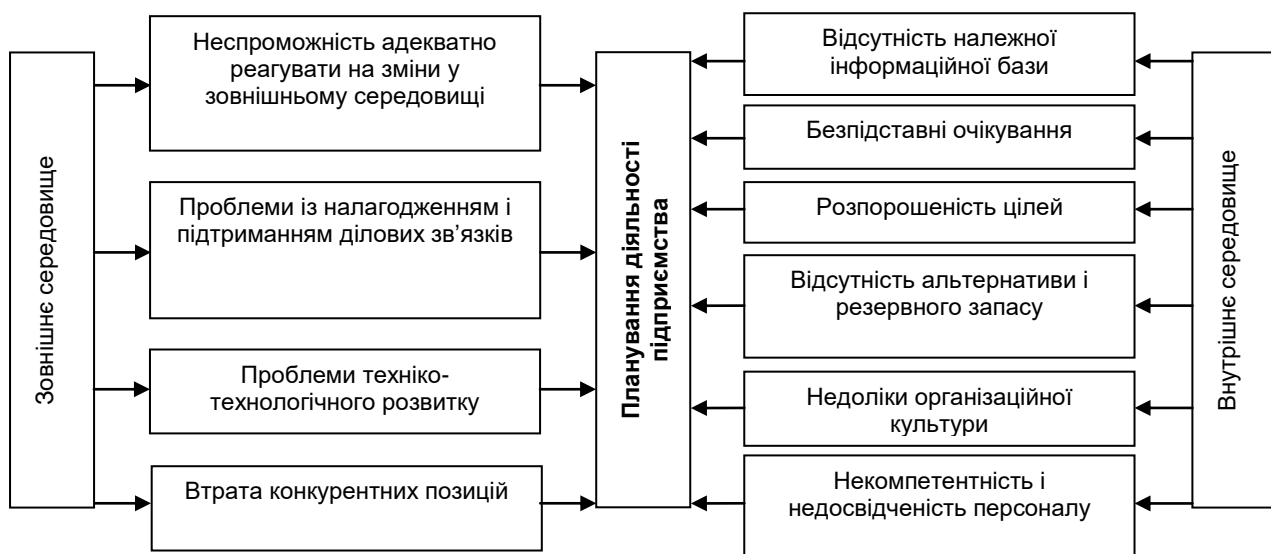 Зовнішнє середовище
Неспроможність адекватно
реагувати на зміни у
зовнішньому середовищі
Проблеми із налагодженням і
підтриманням ділових зв’язків
Проблеми техніко-
технологічного розвитку
Втрата конкурентних позицій
Планування діяльності
підприємства
Відсутність належної
інформаційної бази
Безпідставні очікування
Розпорошеність цілей
Відсутність альтернативи і
резервного запасу
Недоліки організаційної
культури
Некомпетентність і
недосвідченість персоналу
Внутрішнє середовище